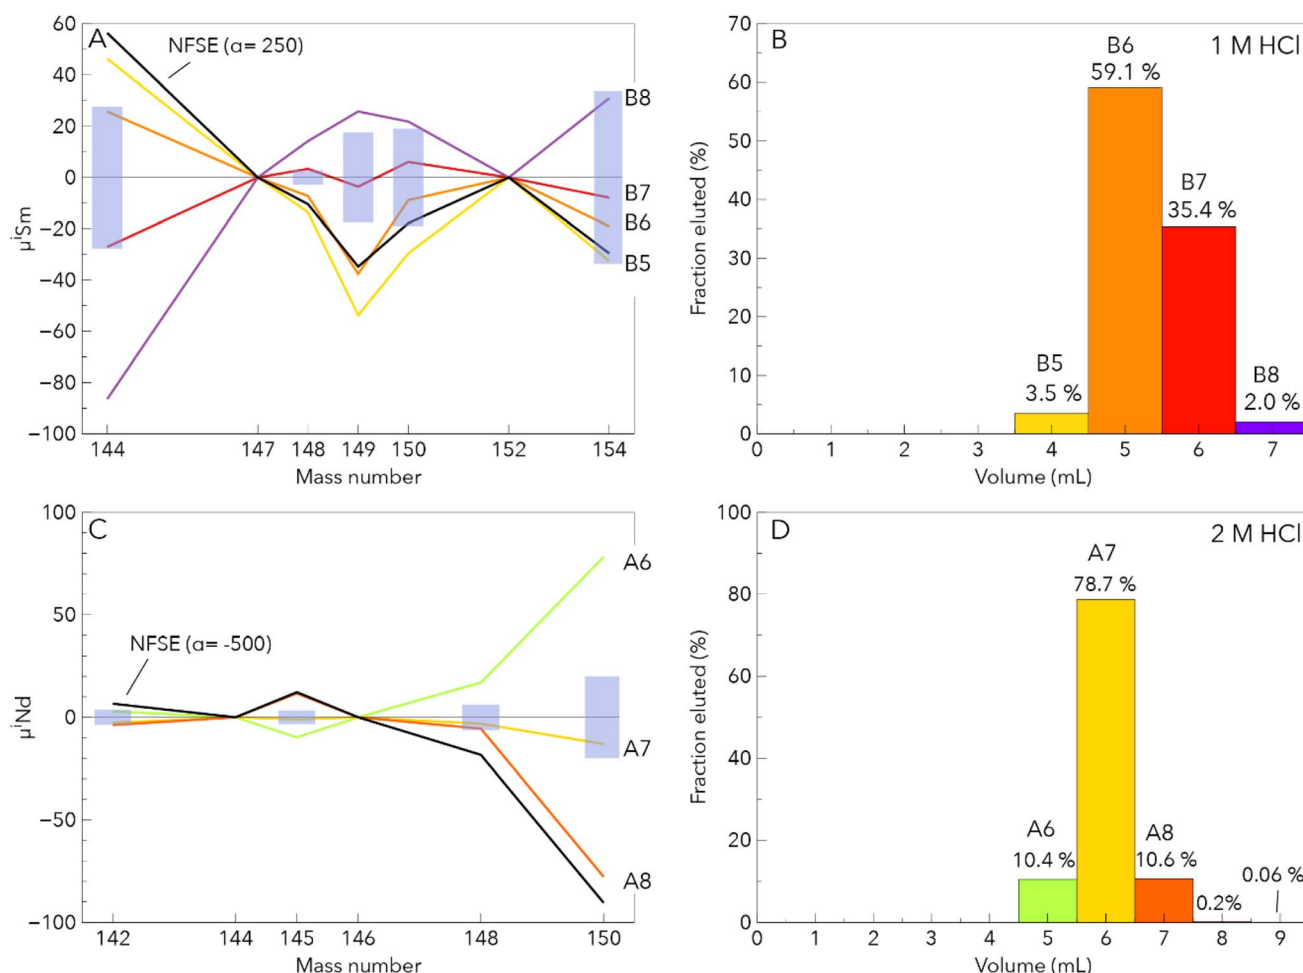 A
NFSE (α= 250)
60
40
20
0
−20
−40
−60
−80
−100
μⁱSm
B8
B7
B6
B5
144
147
148
149
150
152
154
Mass number
B
1 M HCl
70
60
50
40
30
20
10
0
Fraction eluted (%)
B6
59.1 %
B7
35.4 %
B5
3.5 %
B8
2.0 %
0
1
2
3
4
5
6
7
Volume (mL)
C
NFSE (α= -500)
100
50
0
−50
−100
μⁱNd
A6
A7
A8
142
144
145
146
148
150
Mass number
D
2 M HCl
100
80
60
40
20
0
Fraction eluted (%)
A7
78.7 %
A6
10.4 %
A8
10.6 %
0.2%
0.06 %
0
1
2
3
4
5
6
7
8
9
Volume (mL)